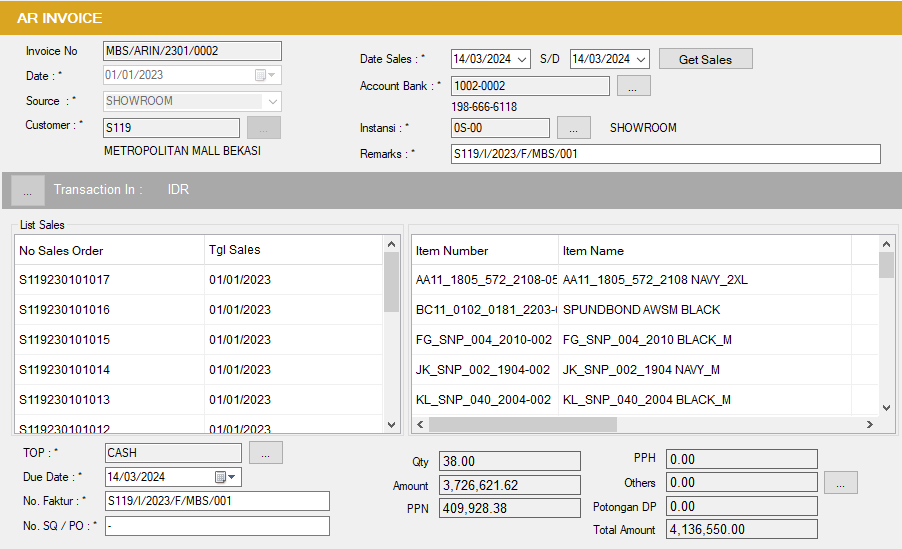 AR INVOICE
Invoice No MBS/ARIN/2301/0002
Date : * 01/01/2023
Source : * SHOWROOM
Customer : * S119 ...
METROPOLITAN MALL BEKASI
Date Sales : * 14/03/2024 S/D 14/03/2024 Get Sales
Account Bank : * 1002-0002 ...
198-666-6118
Instansi : * 0S-00 ... SHOWROOM
Remarks : * S119/I/2023/F/MBS/001
... Transaction In : IDR
List Sales
No Sales Order Tgl Sales
S119230101017 01/01/2023
S119230101016 01/01/2023
S119230101015 01/01/2023
S119230101014 01/01/2023
S119230101013 01/01/2023
S119230101012 01/01/2023
Item Number Item Name
AA11_1805_572_2108-05 AA11_1805_572_2108 NAVY_2XL
BC11_0102_0181_2203-0 SPUNDBOND AWSM BLACK
FG_SNP_004_2010-002 FG_SNP_004_2010 BLACK_M
JK_SNP_002_1904-002 JK_SNP_002_1904 NAVY_M
KL_SNP_040_2004-002 KL_SNP_040_2004 BLACK_M
TOP : * CASH ...
Due Date : * 14/03/2024
No. Faktur : * S119/I/2023/F/MBS/001
No. SQ / PO : * -
Qty 38.00
Amount 3,726,621.62
PPN 409,928.38
PPH 0.00
Others 0.00 ...
Potongan DP 0.00
Total Amount 4,136,550.00